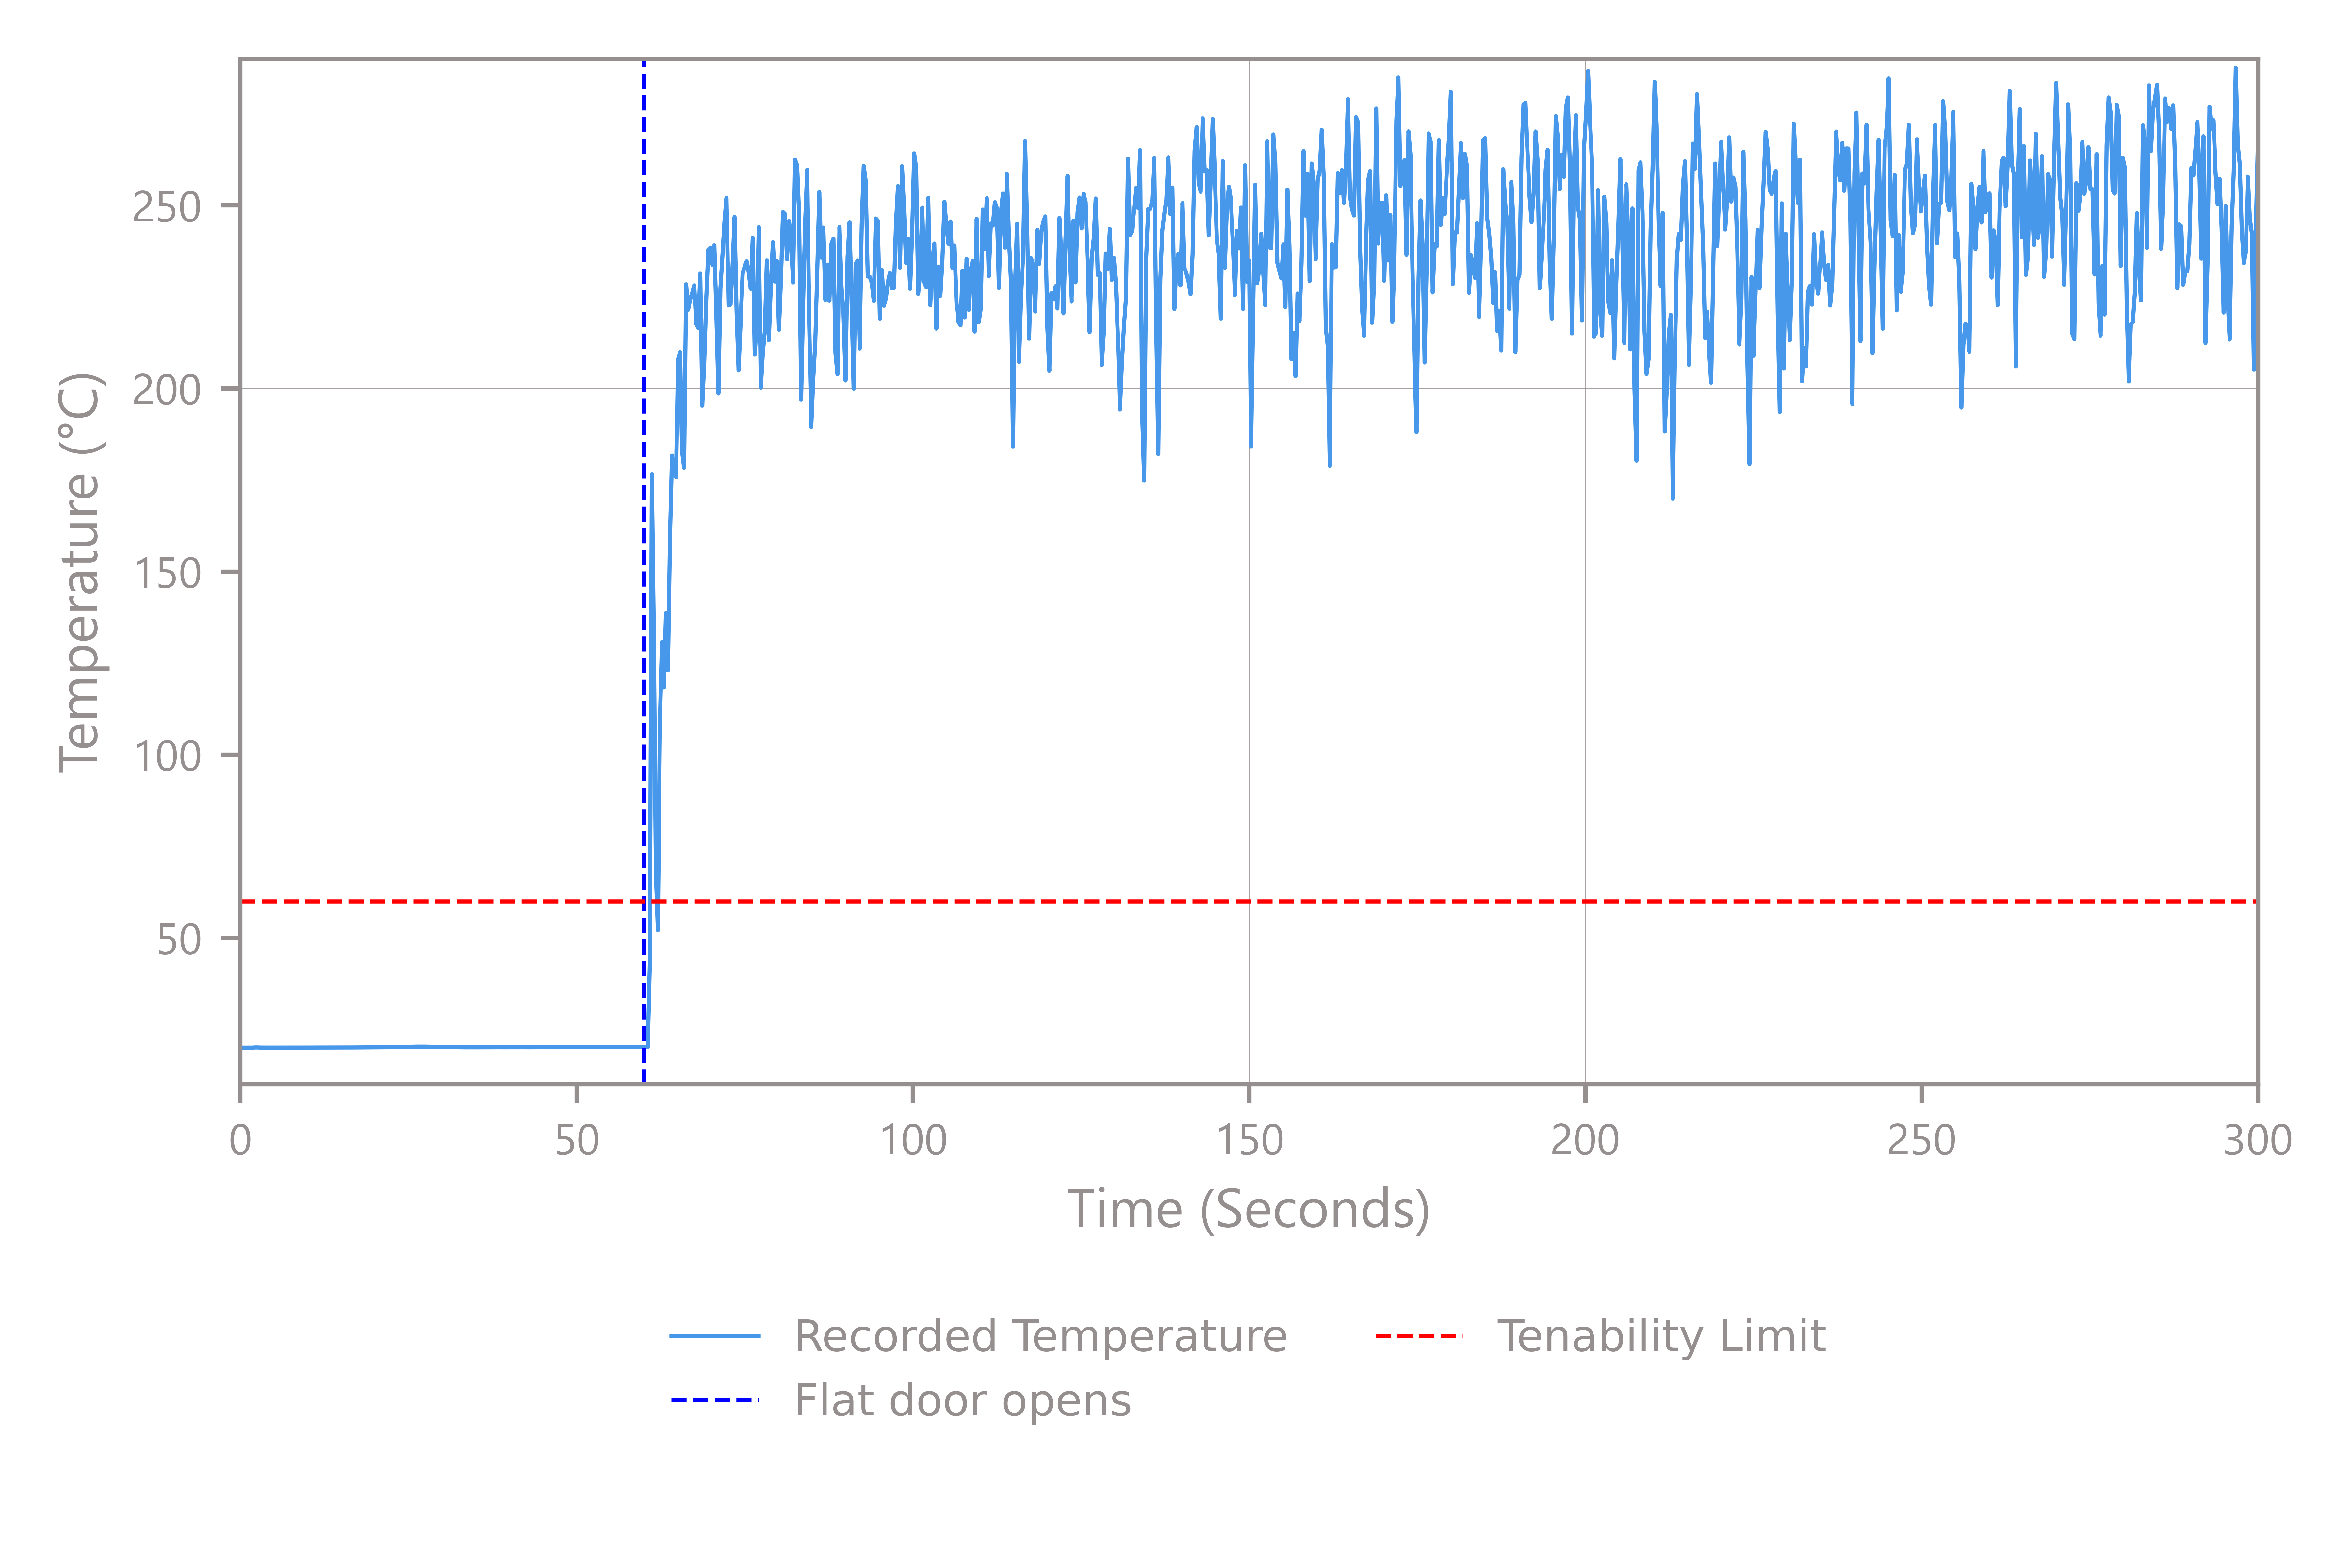 250
200
150
100
50
Temperature (°C)
0 50 100 150 200 250 300
Time (Seconds)
Recorded Temperature Tenability Limit
Flat door opens